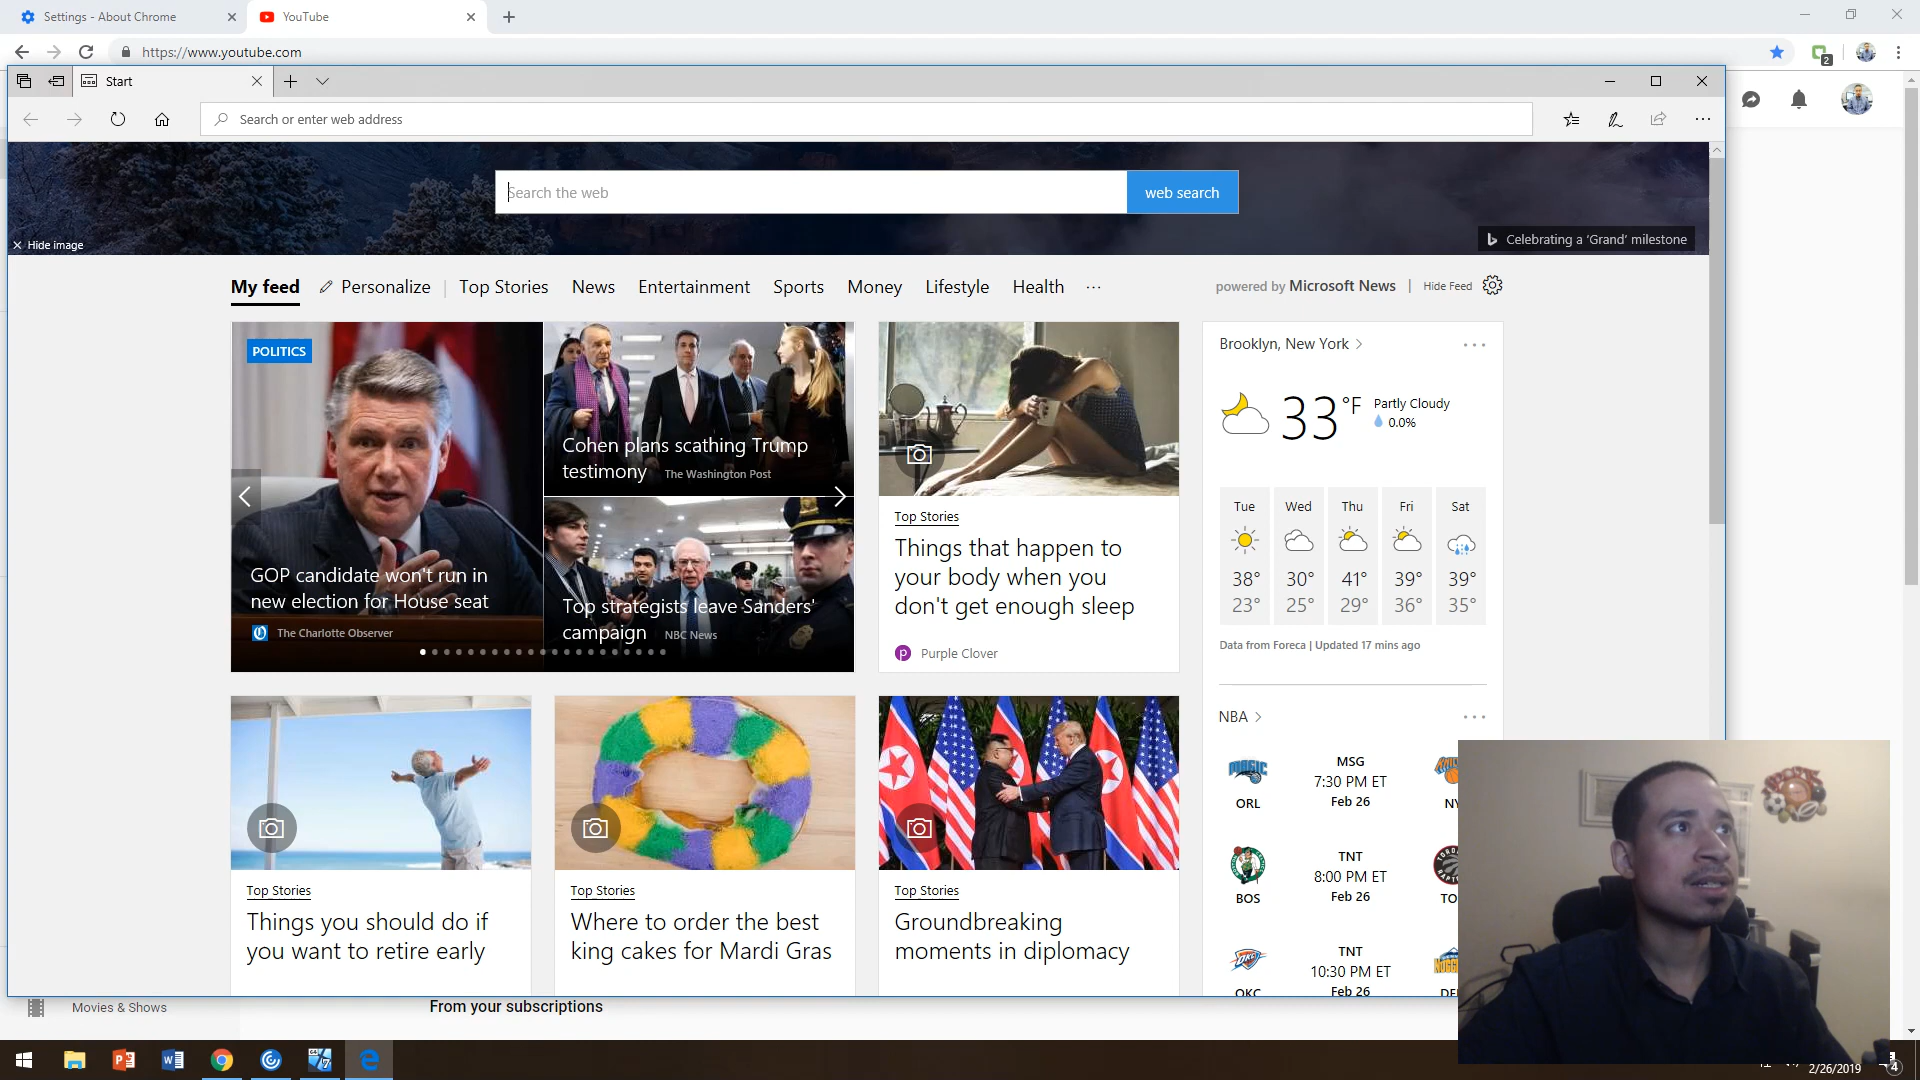 Settings - About Chrome
YouTube
https://www.youtube.com
2
Start
Search or enter web address
Search the web
web search
Hide image
Celebrating a 'Grand' milestone
My feed
Personalize
Top Stories
News
Entertainment
Sports
Money
Lifestyle
Health
powered by Microsoft News
Hide Feed
POLITICS
GOP candidate won't run in
new election for House seat
The Charlotte Observer
Cohen plans scathing Trump
testimony The Washington Post
Top strategists leave Sanders'
campaign NBC News
Top Stories
Things that happen to
your body when you
don't get enough sleep
Purple Clover
Brooklyn, New York
33 °F
Partly Cloudy
0.0%
Tue Wed Thu Fri Sat
38° 30° 41° 39° 39°
23° 25° 29° 36° 35°
Data from Foreca | Updated 17 mins ago
NBA
MSG
7:30 PM ET
Feb 26
ORL
TNT
8:00 PM ET
Feb 26
BOS
TNT
10:30 PM ET
Feb 26
OKC
Top Stories
Things you should do if
you want to retire early
Top Stories
Where to order the best
king cakes for Mardi Gras
Top Stories
Groundbreaking
moments in diplomacy
Movies & Shows
From your subscriptions
2/26/2019
4